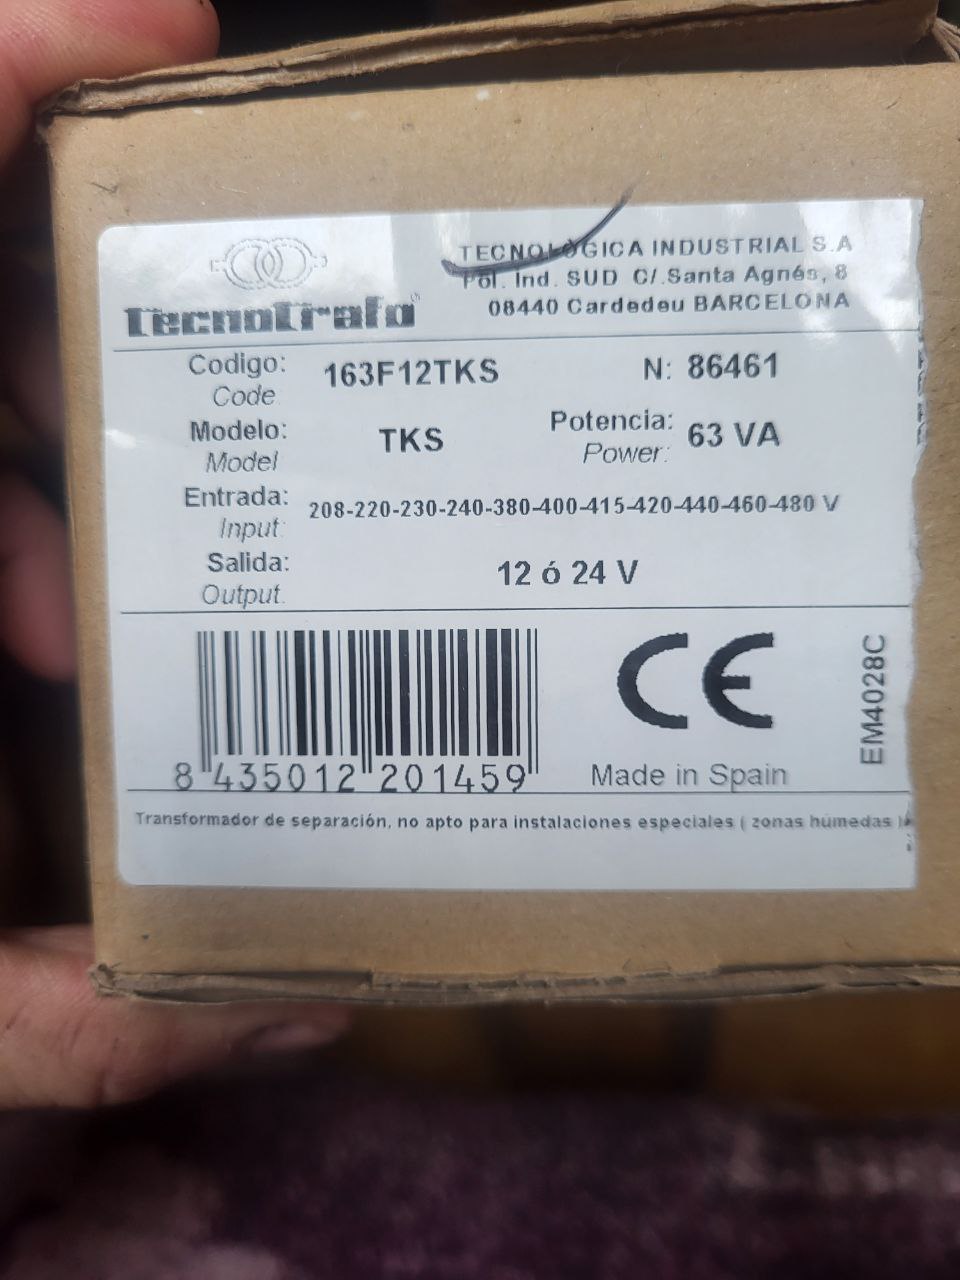 TecnoTrafo®
TECNOLÒGICA INDUSTRIAL S.A
Pol. Ind. SUD C/.Santa Agnés, 8
08440 Cardedeu BARCELONA
Codigo: 163F12TKS N: 86461
Code:
Modelo: TKS Potencia: 63 VA
Model Power:
Entrada: 208-220-230-240-380-400-415-420-440-460-480 V
Input:
Salida: 12 ó 24 V
Output:
8 435012 201459
CE
Made in Spain
EM4028C
Transformador de separación, no apto para instalaciones especiales ( zonas húmedas )